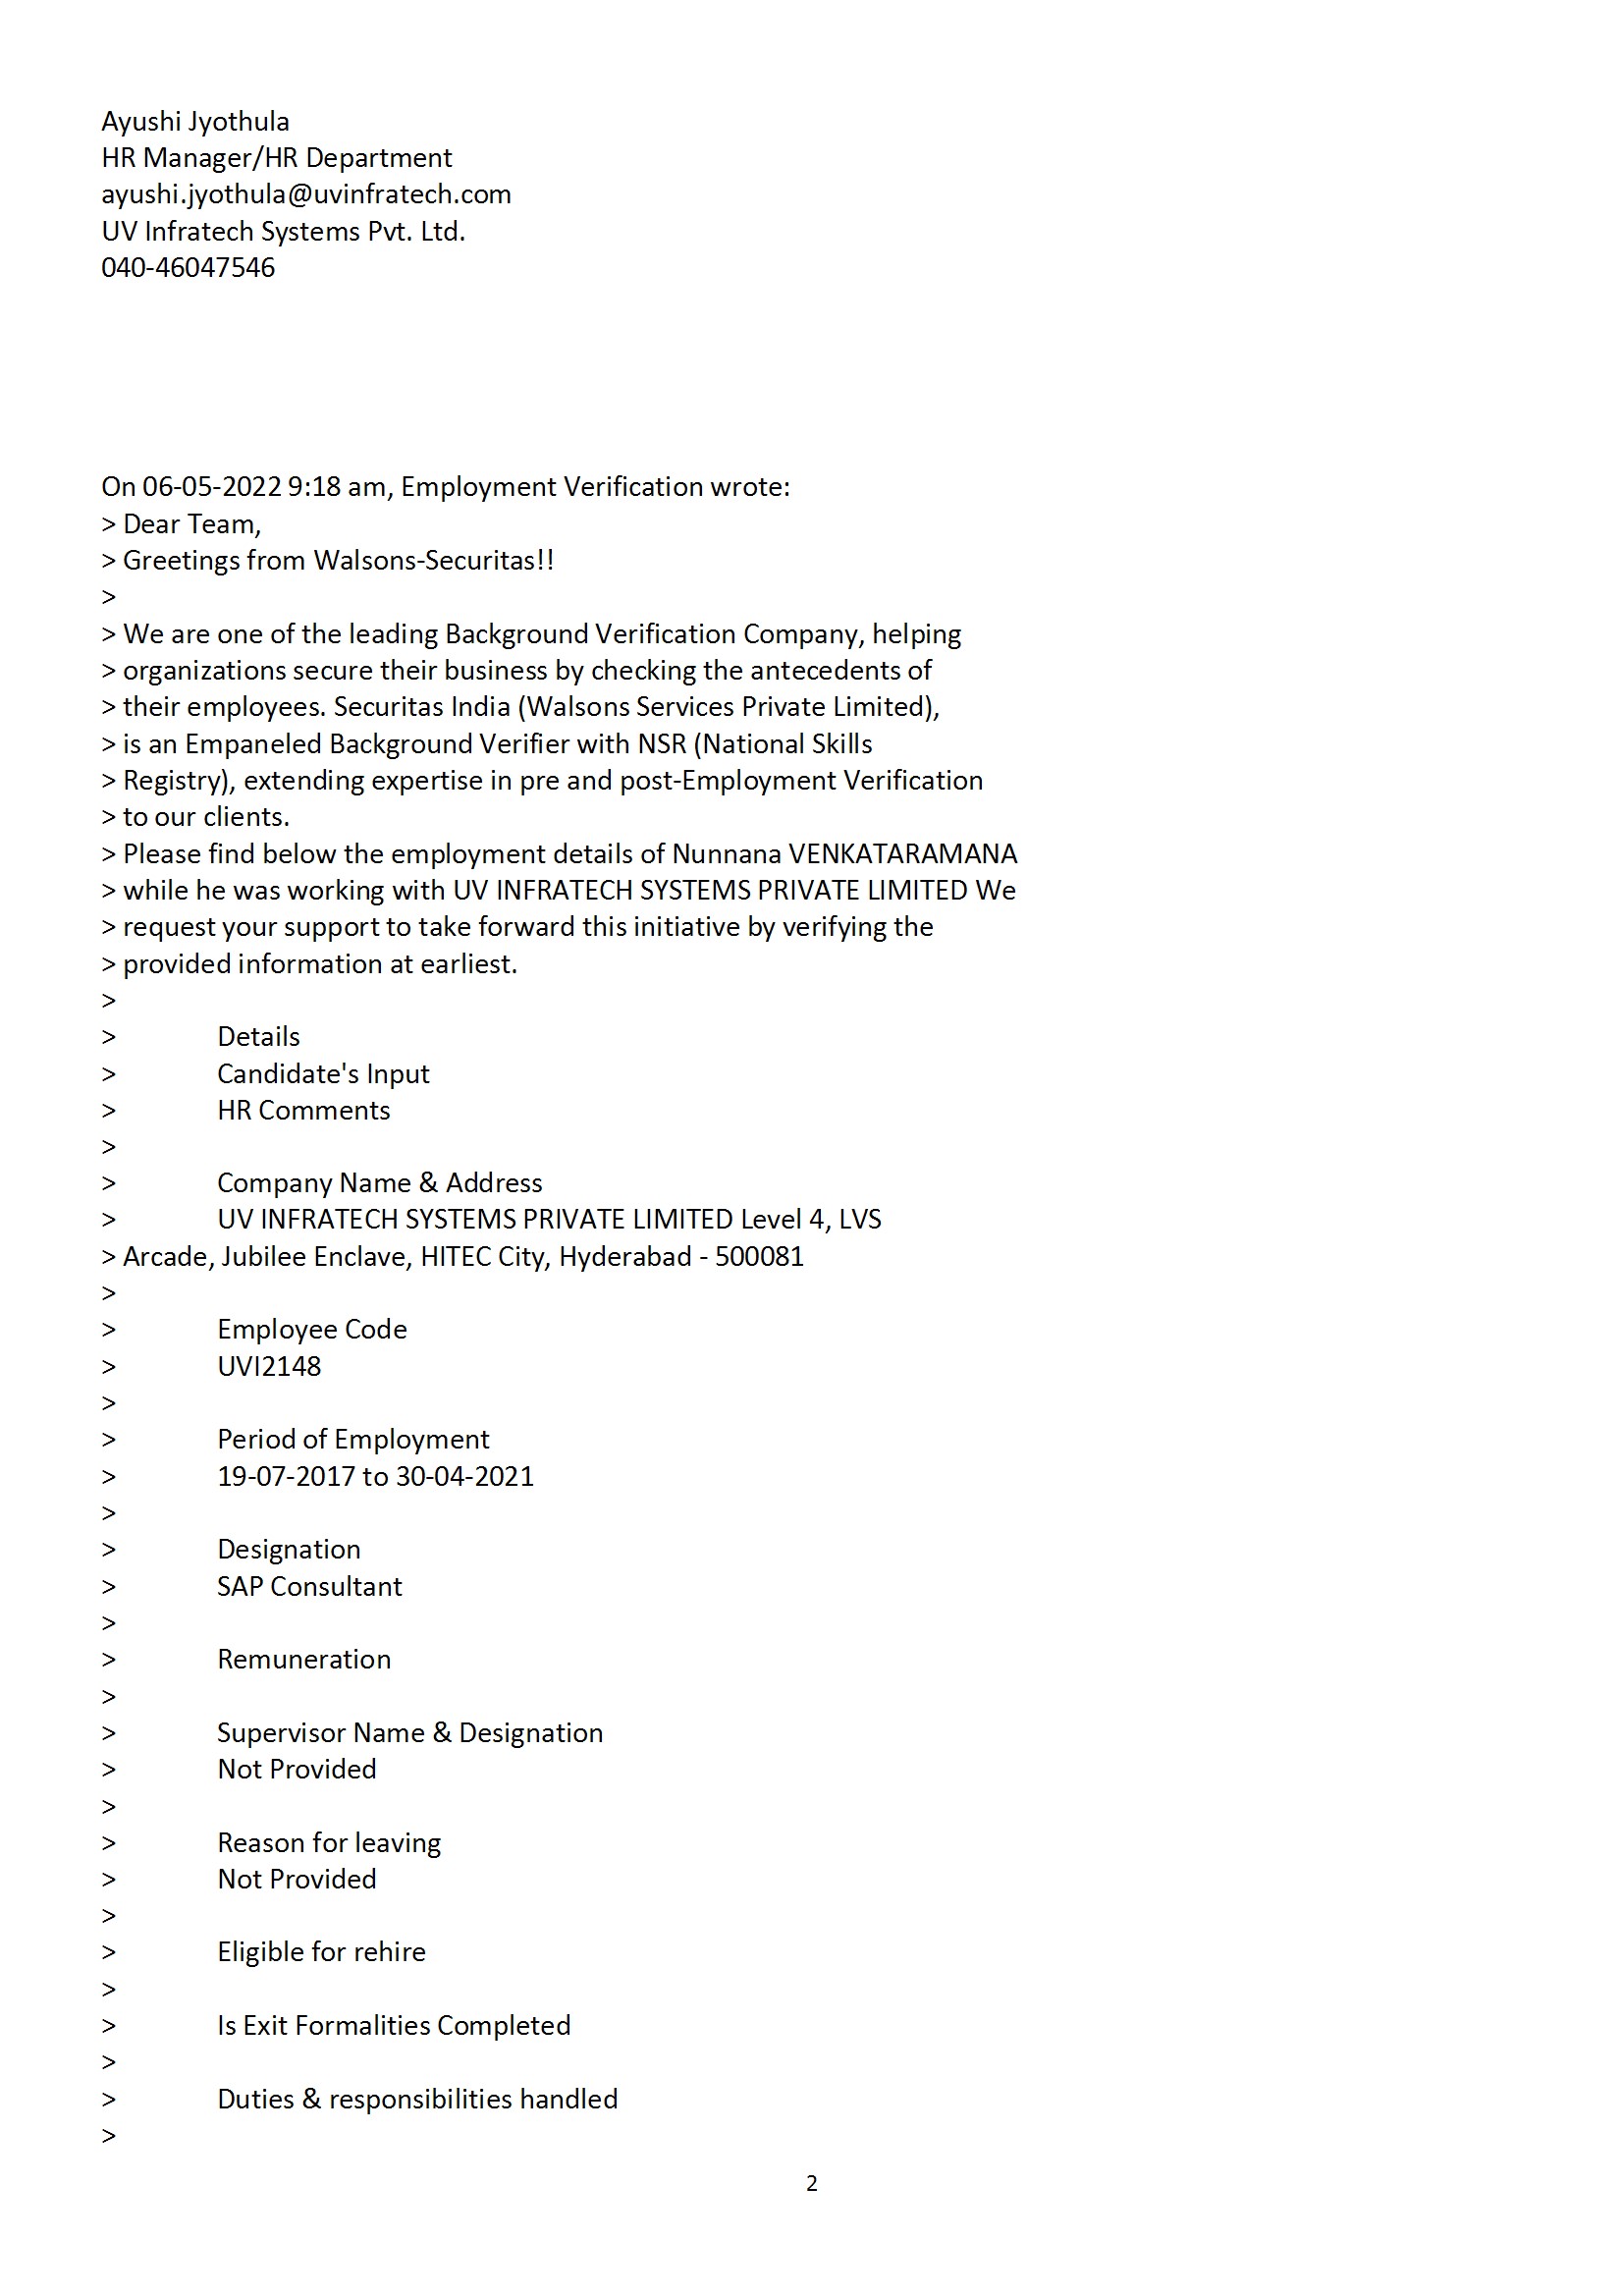 Ayushi Jyothula
HR Manager/HR Department
ayushi.jyothula@uvinfratech.com
UV Infratech Systems Pvt. Ltd.
040-46047546
On 06-05-2022 9:18 am, Employment Verification wrote:
> Dear Team,
> Greetings from Walsons-Securitas!!
>
> We are one of the leading Background Verification Company, helping
> organizations secure their business by checking the antecedents of
> their employees. Securitas India (Walsons Services Private Limited),
> is an Empaneled Background Verifier with NSR (National Skills
> Registry), extending expertise in pre and post-Employment Verification
> to our clients.
> Please find below the employment details of Nunnana VENKATARAMANA
> while he was working with UV INFRATECH SYSTEMS PRIVATE LIMITED We
> request your support to take forward this initiative by verifying the
> provided information at earliest.
>
> Details
> Candidate's Input
> HR Comments
>
> Company Name & Address
> UV INFRATECH SYSTEMS PRIVATE LIMITED Level 4, LVS
> Arcade, Jubilee Enclave, HITEC City, Hyderabad - 500081
>
> Employee Code
> UVI2148
>
> Period of Employment
> 19-07-2017 to 30-04-2021
>
> Designation
> SAP Consultant
>
> Remuneration
>
> Supervisor Name & Designation
> Not Provided
>
> Reason for leaving
> Not Provided
>
> Eligible for rehire
>
> Is Exit Formalities Completed
>
> Duties & responsibilities handled
>
2